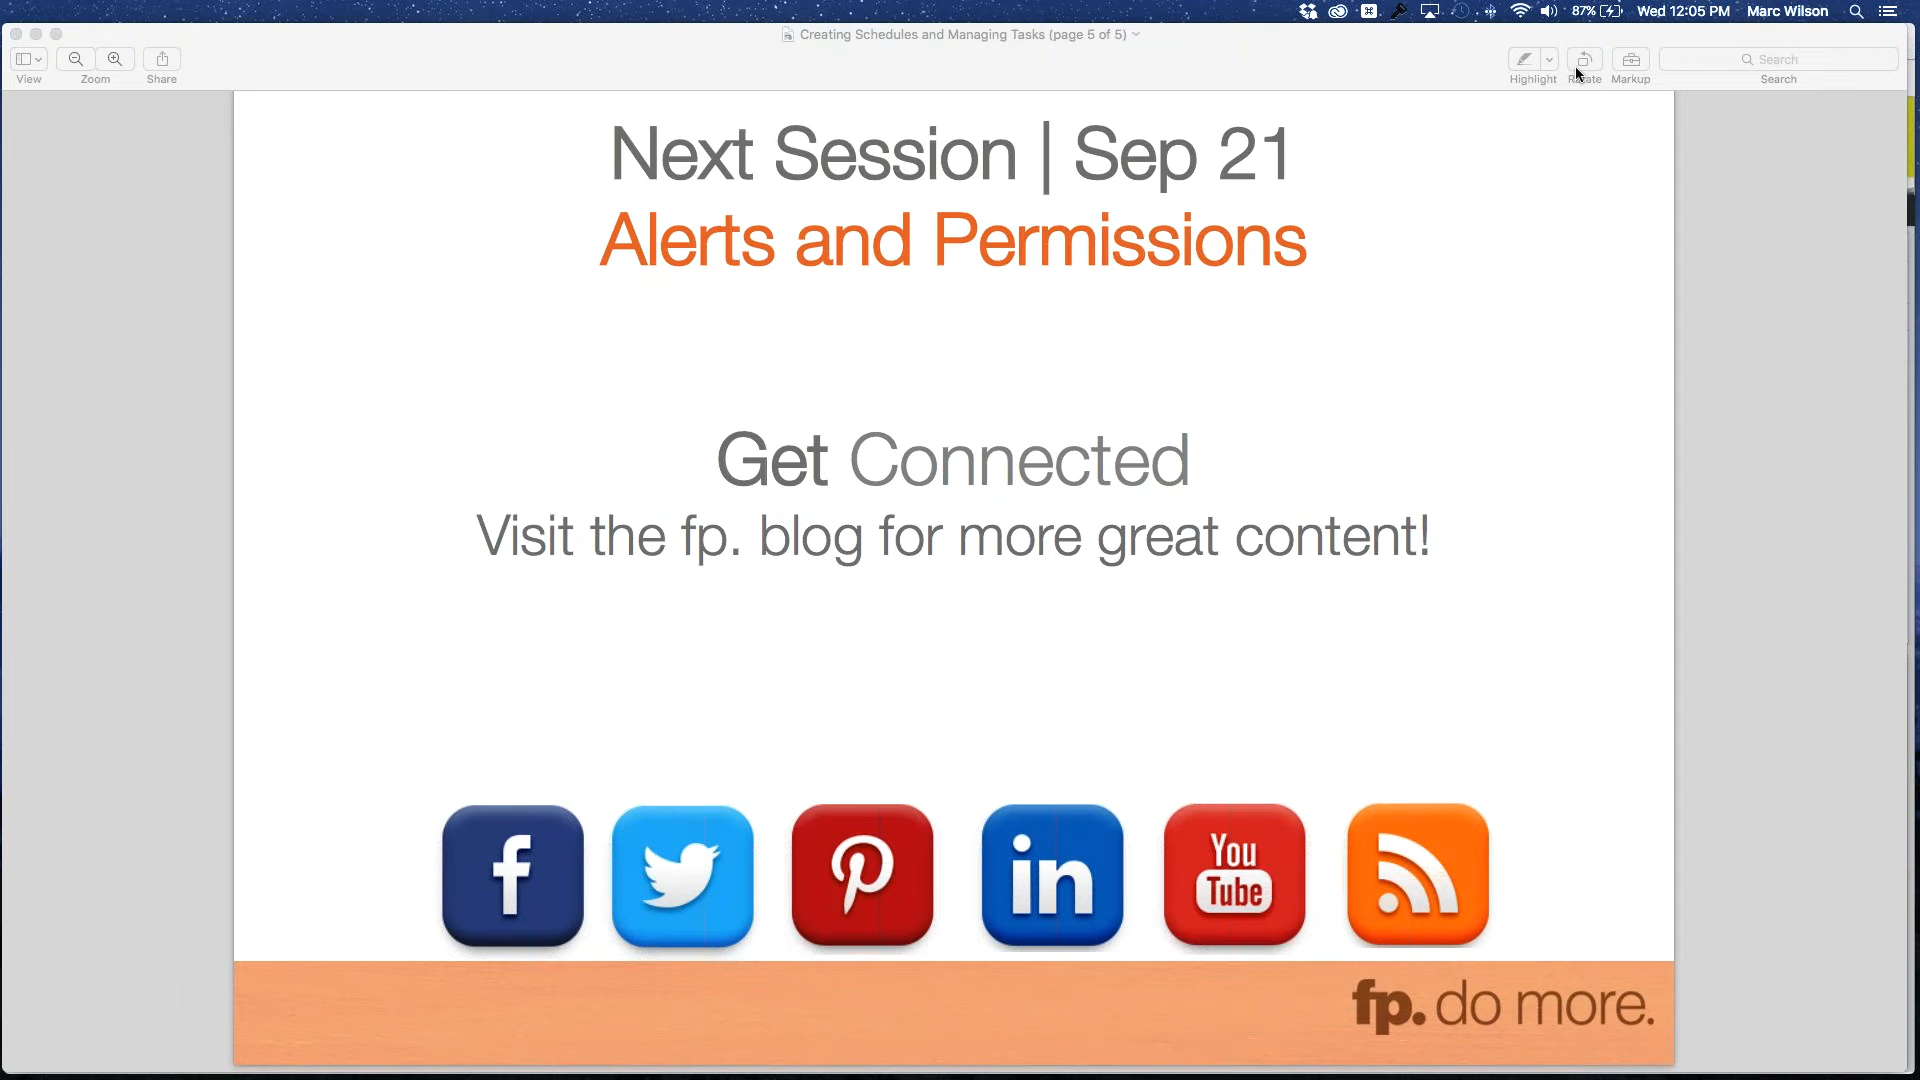 87% Wed 12:05 PM Marc Wilson
Creating Schedules and Managing Tasks (page 5 of 5)
Search
View Zoom Share Highlight Rotate Markup Search
Next Session | Sep 21
Alerts and Permissions
Get Connected
Visit the fp. blog for more great content!
f
in
You
Tube
fp. do more.